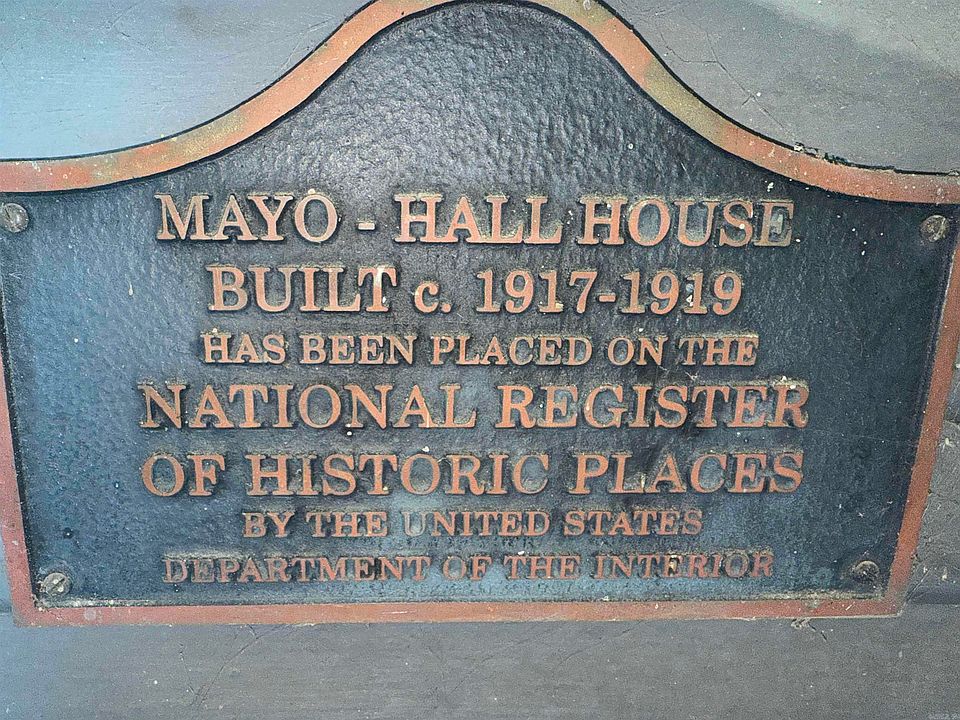 MAYO - HALL HOUSE
BUILT c. 1917-1919
HAS BEEN PLACED ON THE
NATIONAL REGISTER
OF HISTORIC PLACES
BY THE UNITED STATES
DEPARTMENT OF THE INTERIOR